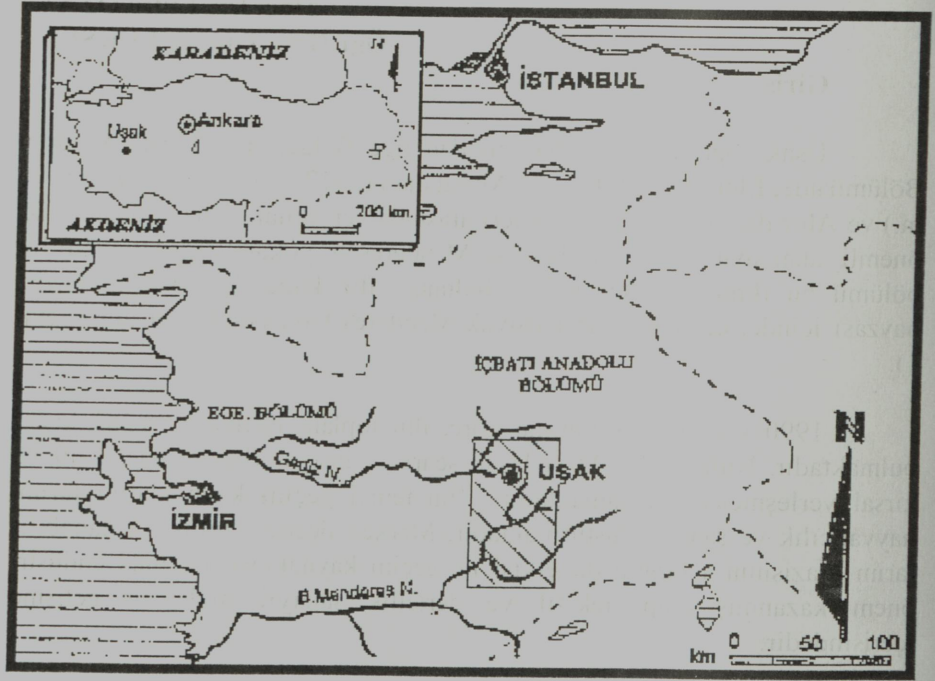 KARADENİZ
N
Uşak
Ankara
AKDENİZ
0 200 km.
İSTANBUL
İÇBATI ANADOLU
BÖLÜMÜ
EGE. BÖLÜMÜ
Gediz N.
UŞAK
İZMİR
B.Menderes N.
N
0 50 100
km